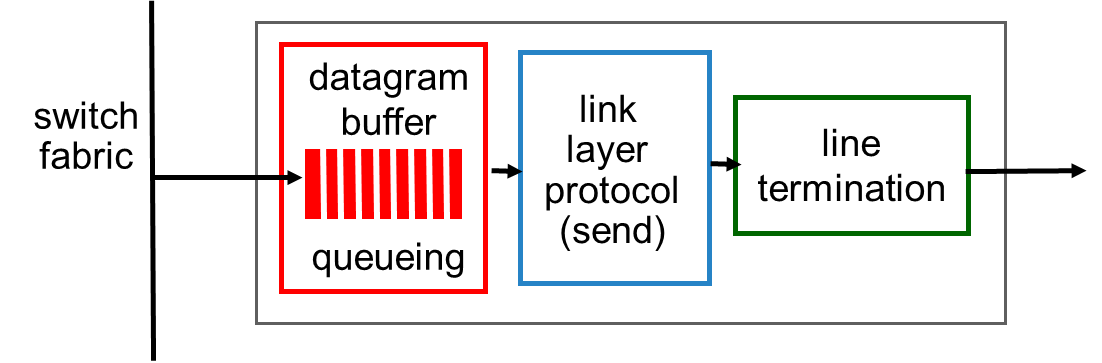 switch
fabric
datagram
buffer
queueing
link
layer
protocol
(send)
line
termination